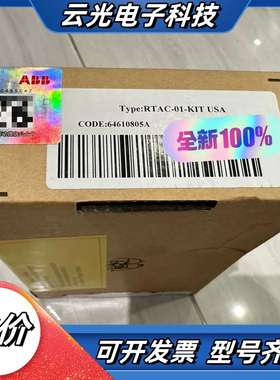 云光电子科技
ABB
Type:RTAC-01-KIT USA
CODE:64610805A
全新100%
价
可开发票 型号齐